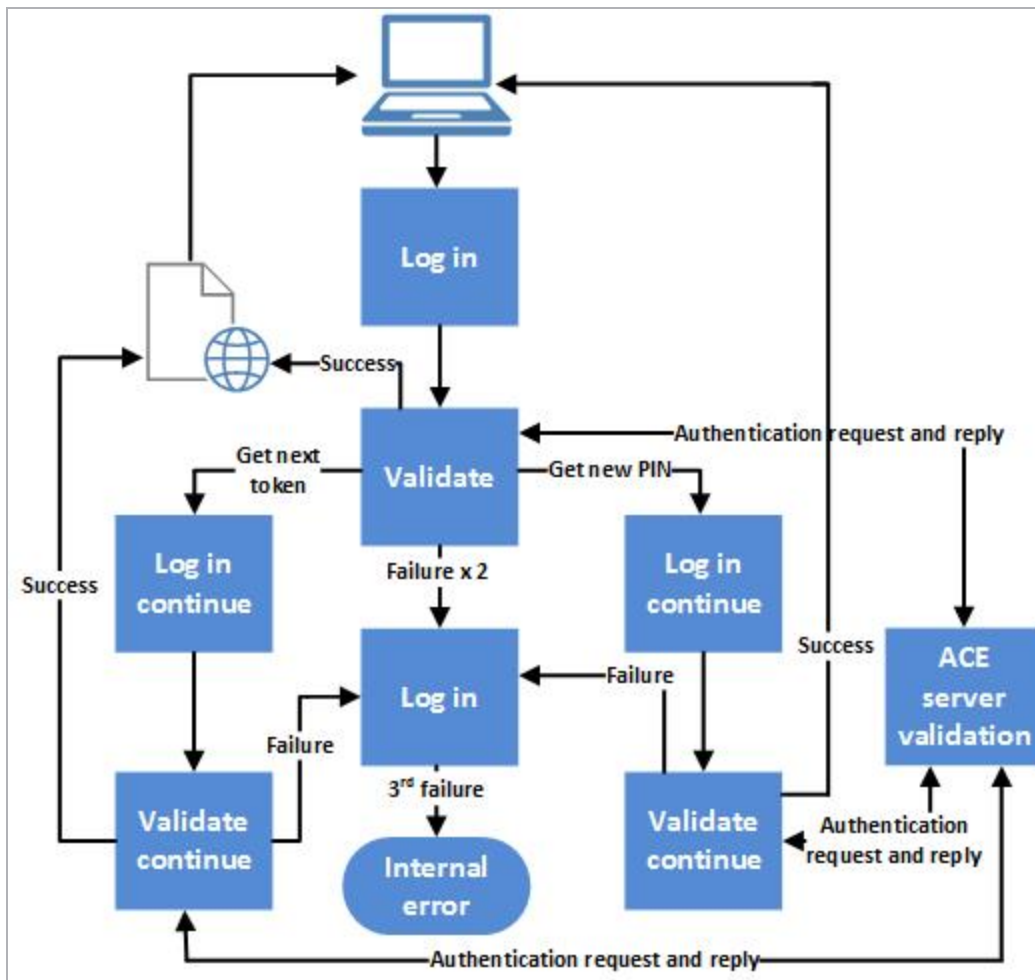 Log in
Success
Authentication request and reply
Get next
token
Validate
Get new PIN
Log in
continue
Failure x 2
Log in
continue
Success
Success
ACE
server
validation
Failure
Log in
Failure
3rd failure
Validate
continue
Internal
error
Validate
continue
Authentication
request and reply
Authentication request and reply